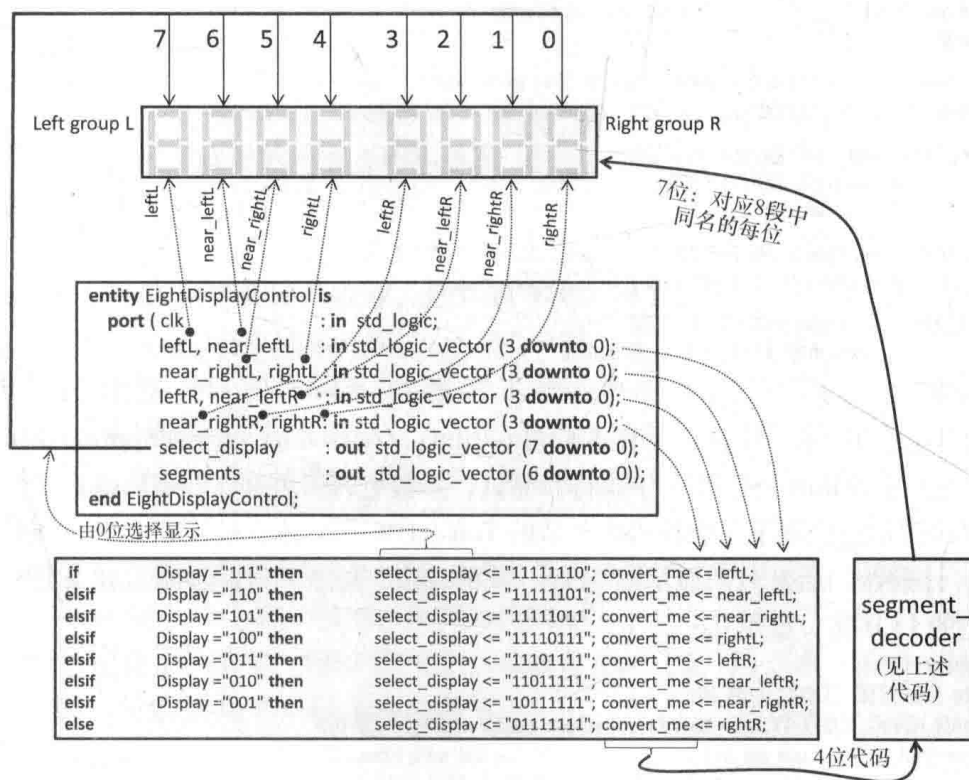 7 6 5 4 3 2 1 0
Left group L
Right group R
leftL
near_leftL
near_rightL
rightL
leftR
near_leftR
near_rightR
rightR
7位：对应8段中
同名的每位
entity EightDisplayControl is
port ( clk : in std_logic;
leftL, near_leftL : in std_logic_vector (3 downto 0);
near_rightL, rightL : in std_logic_vector (3 downto 0);
leftR, near_leftR : in std_logic_vector (3 downto 0);
near_rightR, rightR : in std_logic_vector (3 downto 0);
select_display : out std_logic_vector (7 downto 0);
segments : out std_logic_vector (6 downto 0));
end EightDisplayControl;
由0位选择显示
if Display ="111" then select_display <= "11111110"; convert_me <= leftL;
elsif Display ="110" then select_display <= "11111101"; convert_me <= near_leftL;
elsif Display ="101" then select_display <= "11111011"; convert_me <= near_rightL;
elsif Display ="100" then select_display <= "11110111"; convert_me <= rightL;
elsif Display ="011" then select_display <= "11101111"; convert_me <= leftR;
elsif Display ="010" then select_display <= "11011111"; convert_me <= near_leftR;
elsif Display ="001" then select_display <= "10111111"; convert_me <= near_rightR;
else select_display <= "01111111"; convert_me <= rightR;
segment_
decoder
(见上述
代码)
4位代码